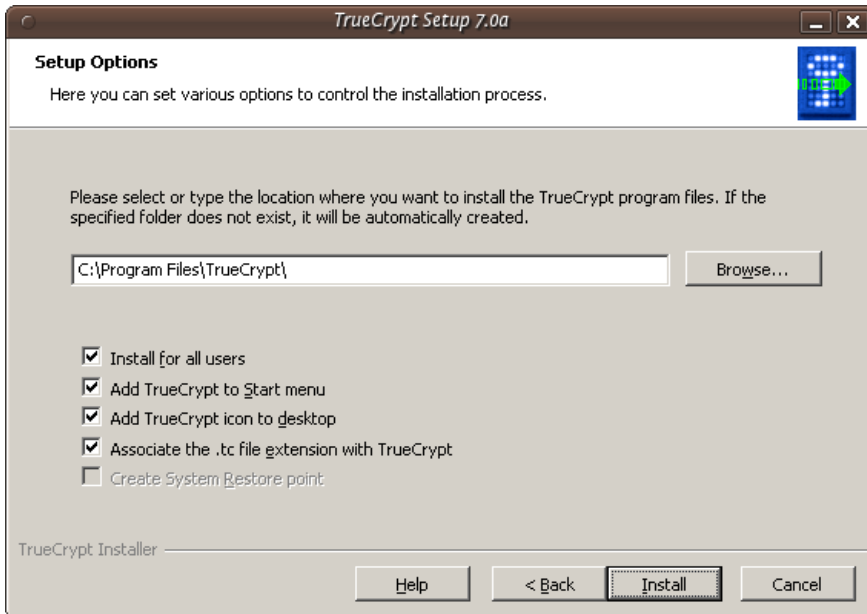 TrueCrypt Setup 7.0a
Setup Options
Here you can set various options to control the installation process.
Please select or type the location where you want to install the TrueCrypt program files. If the
specified folder does not exist, it will be automatically created.
C:\Program Files\TrueCrypt\
Browse...
Install for all users
Add TrueCrypt to Start menu
Add TrueCrypt icon to desktop
Associate the .tc file extension with TrueCrypt
Create System Restore point
TrueCrypt Installer
Help
< Back
Install
Cancel